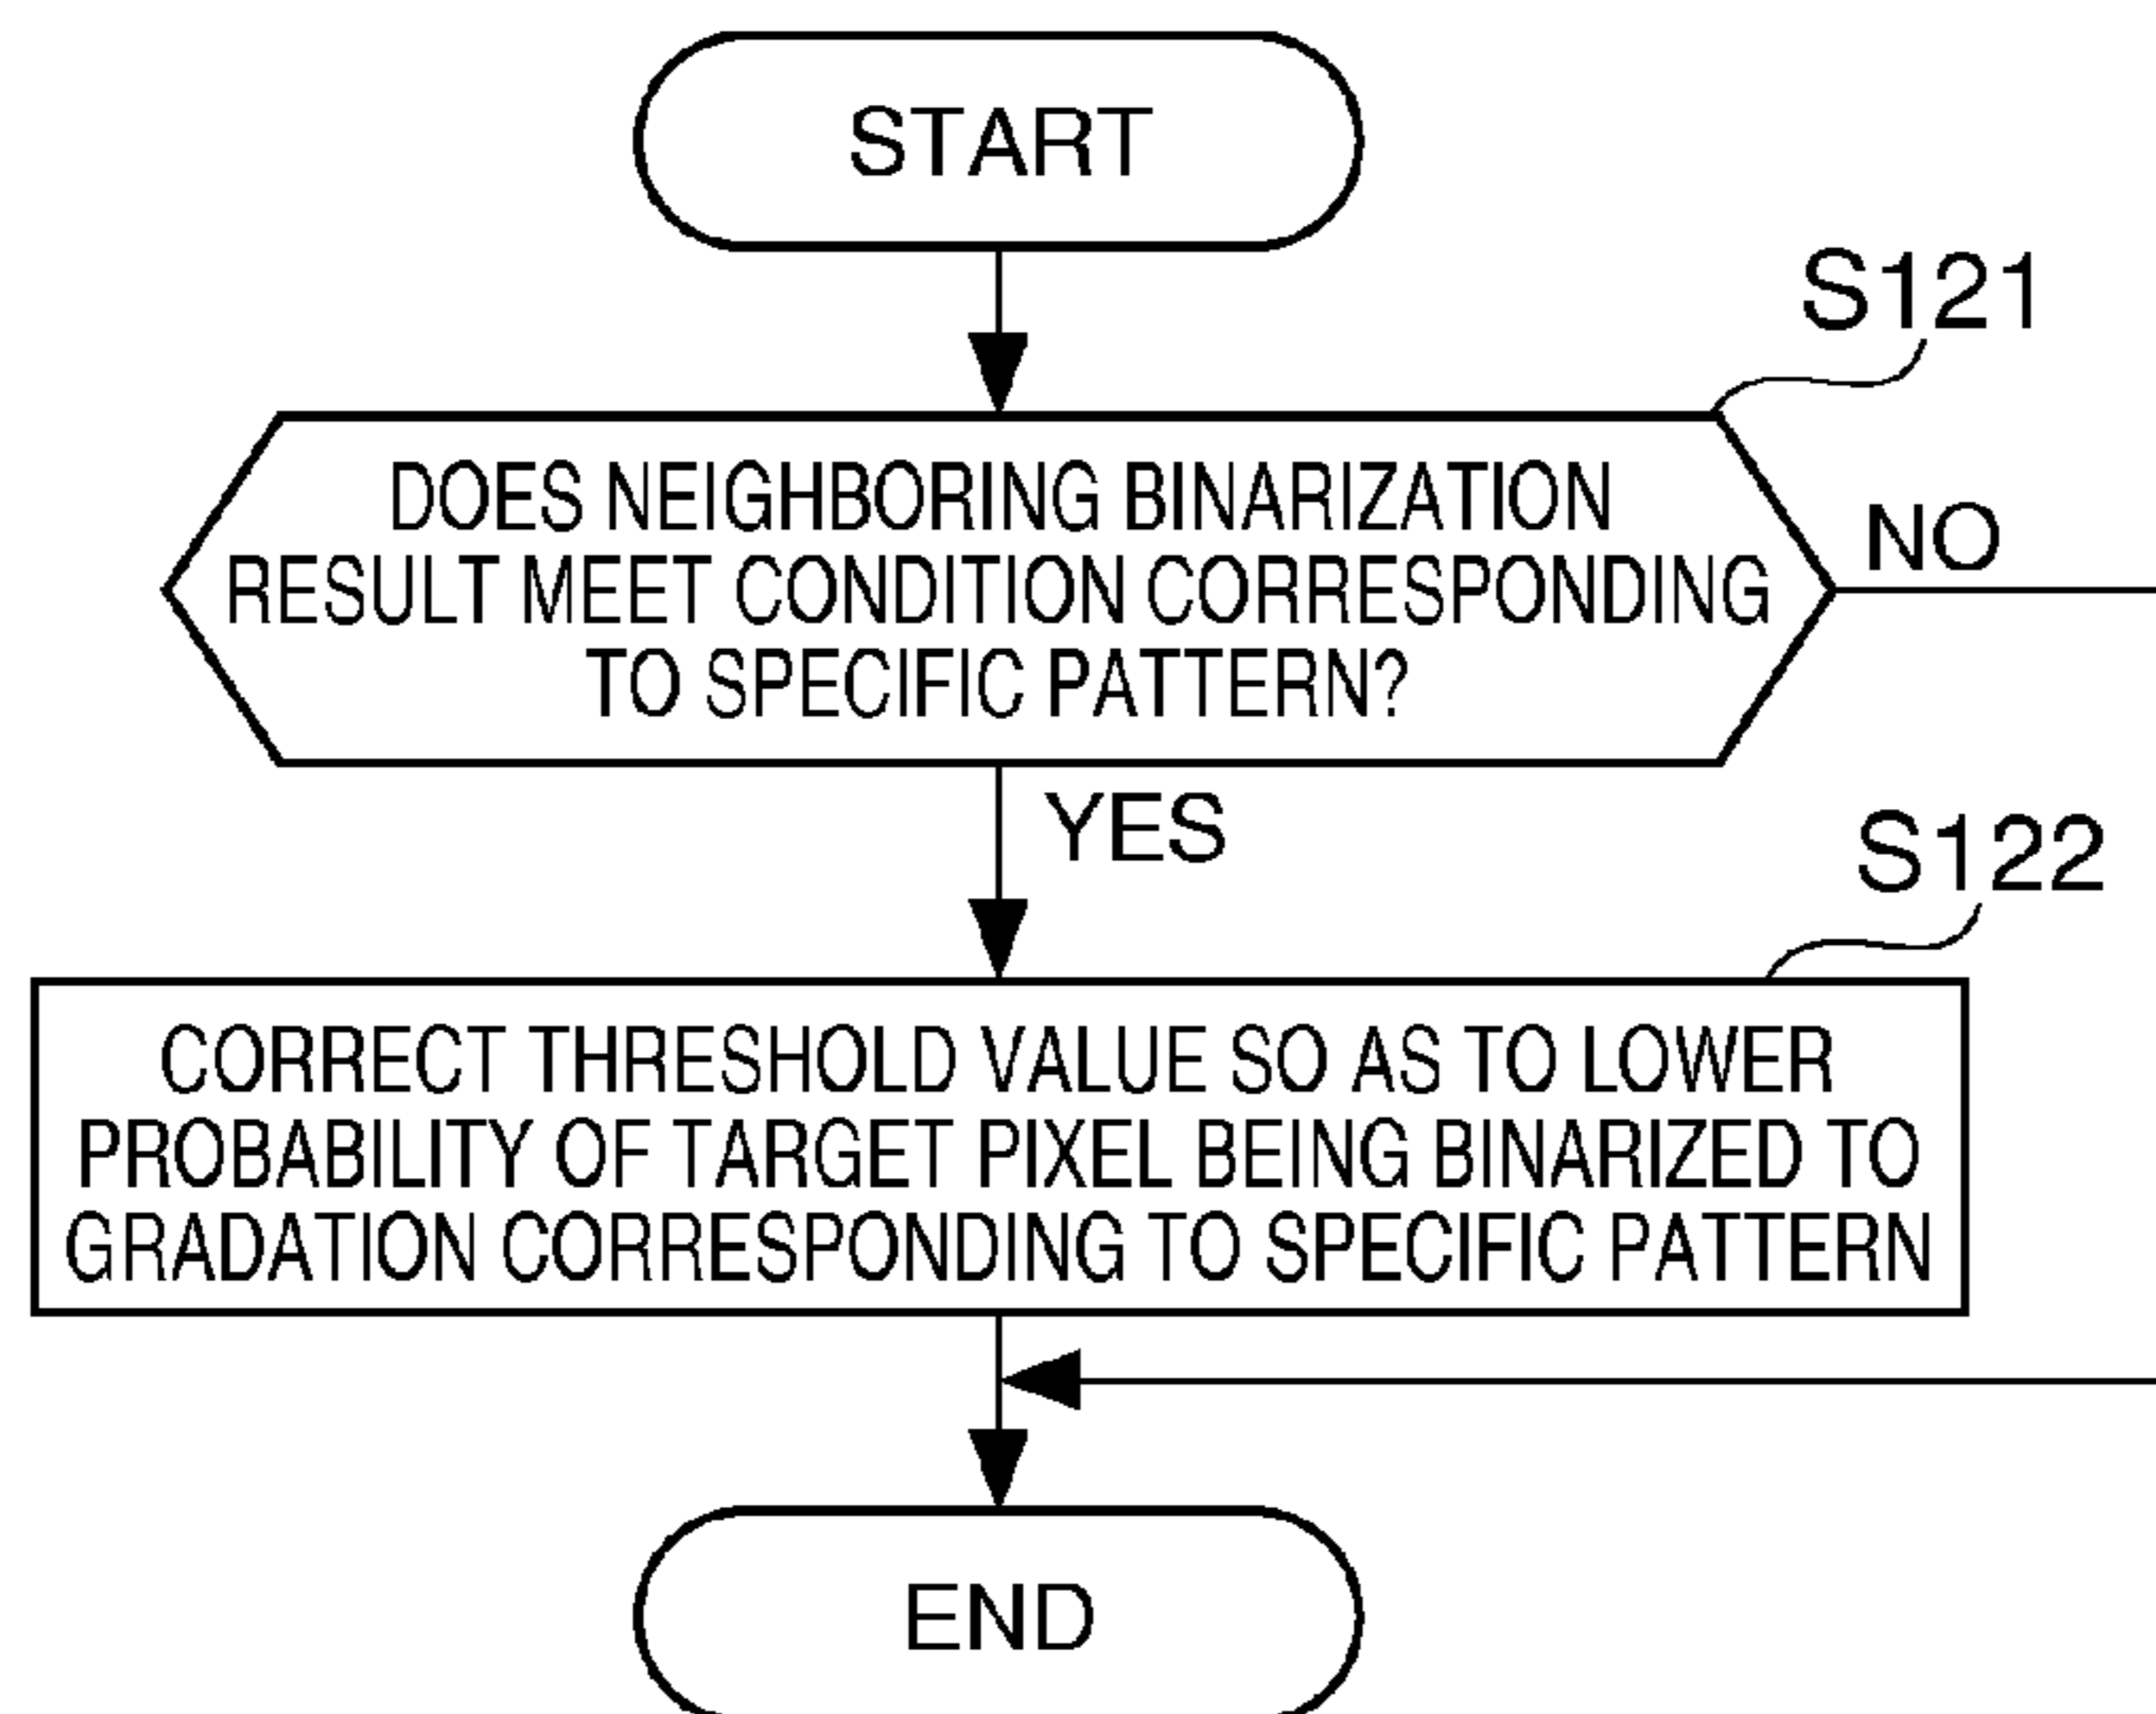 START
S121
DOES NEIGHBORING BINARIZATION
RESULT MEET CONDITION CORRESPONDING
TO SPECIFIC PATTERN?
NO
YES
S122
CORRECT THRESHOLD VALUE SO AS TO LOWER
PROBABILITY OF TARGET PIXEL BEING BINARIZED TO
GRADATION CORRESPONDING TO SPECIFIC PATTERN
END